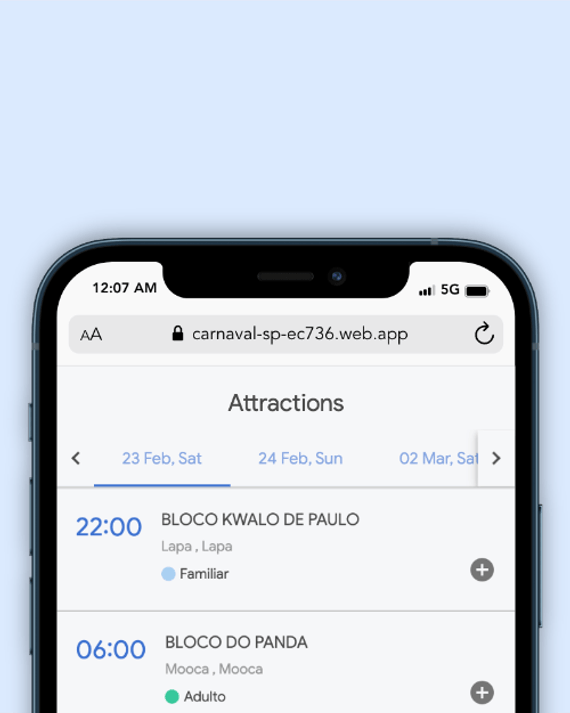 12:07 AM 5G
AA carnaval-sp-ec736.web.app
Attractions
23 Feb, Sat 24 Feb, Sun 02 Mar, Sat
22:00 BLOCO KWALO DE PAULO
Lapa , Lapa
Familiar
06:00 BLOCO DO PANDA
Mooca , Mooca
Adulto